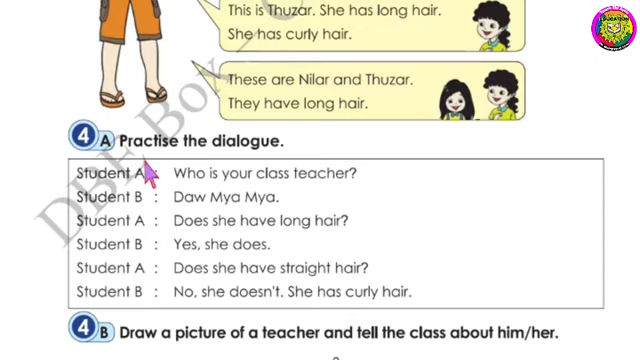 This is Thuzar. She has long hair.
She has curly hair.
These are Nilar and Thuzar.
They have long hair.
4 A Practise the dialogue.
Student A : Who is your class teacher?
Student B : Daw Mya Mya.
Student A : Does she have long hair?
Student B : Yes, she does.
Student A : Does she have straight hair?
Student B : No, she doesn't. She has curly hair.
4 B Draw a picture of a teacher and tell the class about him/her.
DBE Box
EDUCATION